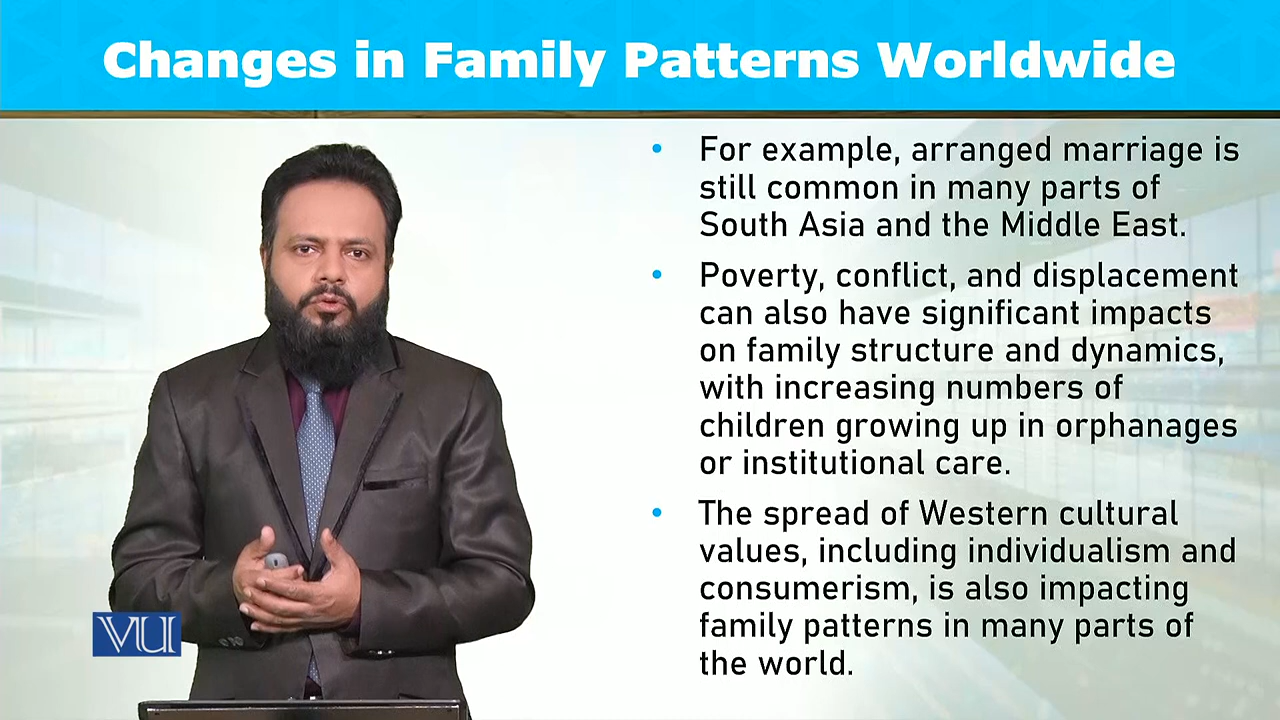 Changes in Family Patterns Worldwide
• For example, arranged marriage is
still common in many parts of
South Asia and the Middle East.
• Poverty, conflict, and displacement
can also have significant impacts
on family structure and dynamics,
with increasing numbers of
children growing up in orphanages
or institutional care.
• The spread of Western cultural
values, including individualism and
consumerism, is also impacting
family patterns in many parts of
the world.
VU